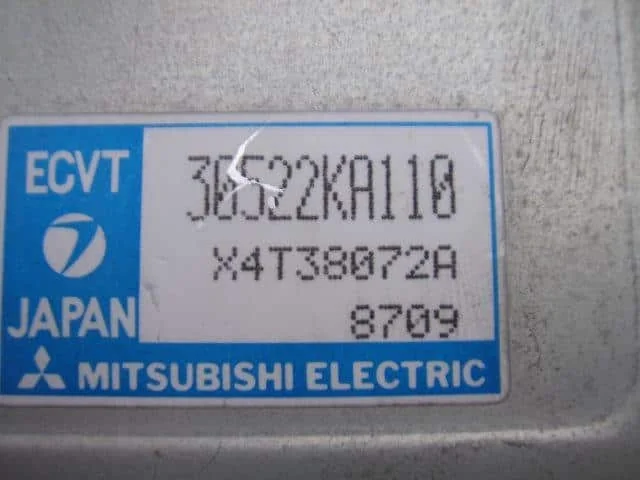 ECVT
30522KA110
X4T38072A
JAPAN
8709
MITSUBISHI ELECTRIC